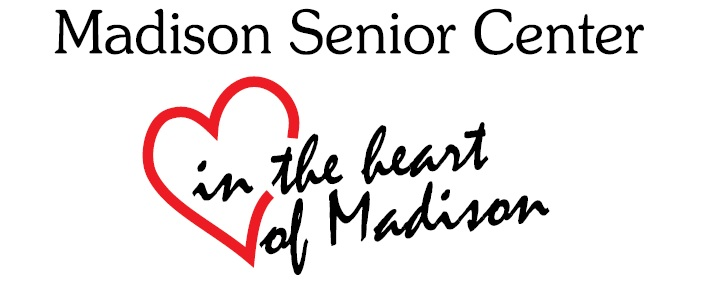 Madison Senior Center
in the heart
of Madison